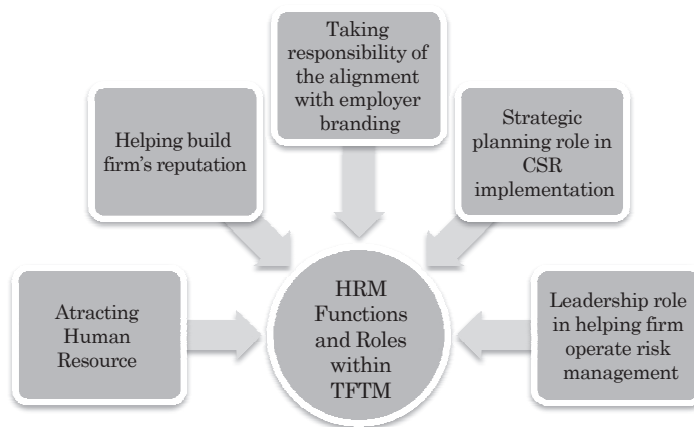 Taking
responsibility of
the alignment
with employer
branding
Helping build
firm's reputation
Strategic
planning role in
CSR
implementation
Atracting
Human
Resource
HRM
Functions
and Roles
within
TFTM
Leadership role
in helping firm
operate risk
management